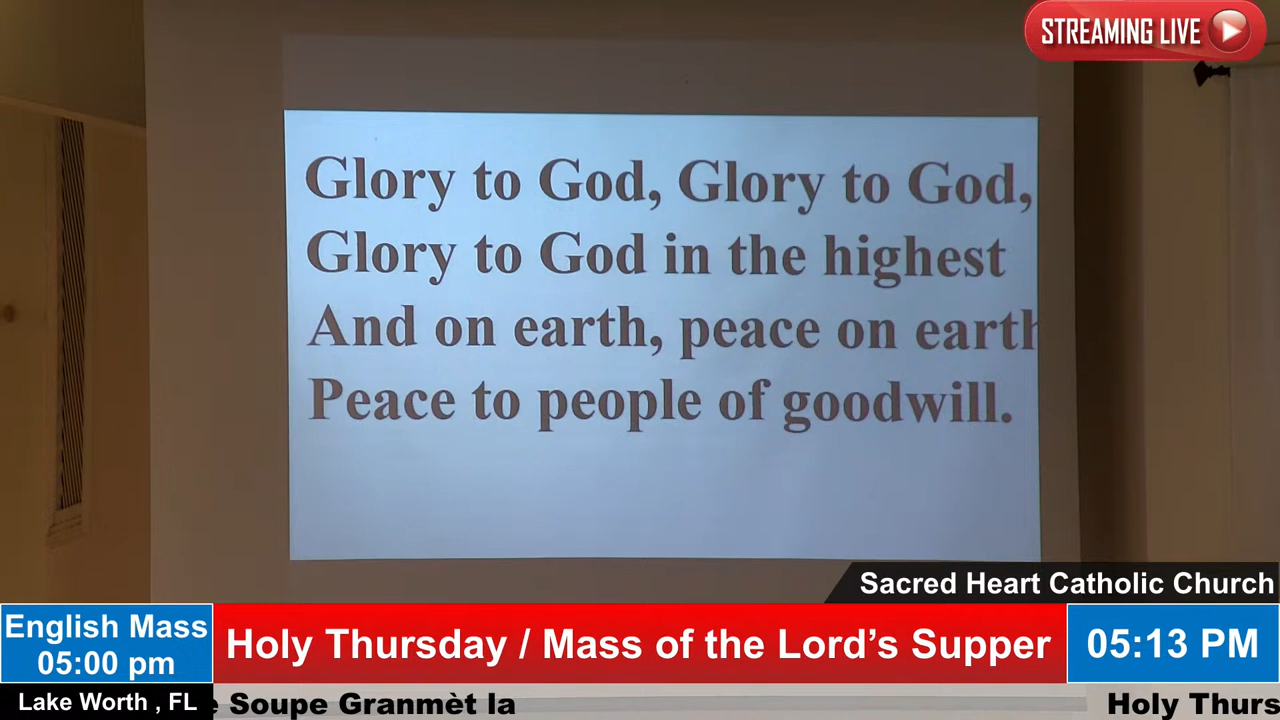 STREAMING LIVE
Glory to God, Glory to God,
Glory to God in the highest
And on earth, peace on earth
Peace to people of goodwill.
Sacred Heart Catholic Church
English Mass
05:00 pm
Holy Thursday / Mass of the Lord's Supper
05:13 PM
Lake Worth , FL
Soupe Granmèt la
Holy Thurs